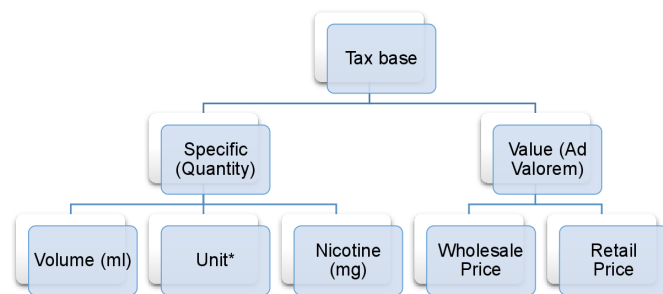 Tax base
Specific
(Quantity)
Value (Ad
Valorem)
Volume (ml)
Unit*
Nicotine
(mg)
Wholesale
Price
Retail
Price